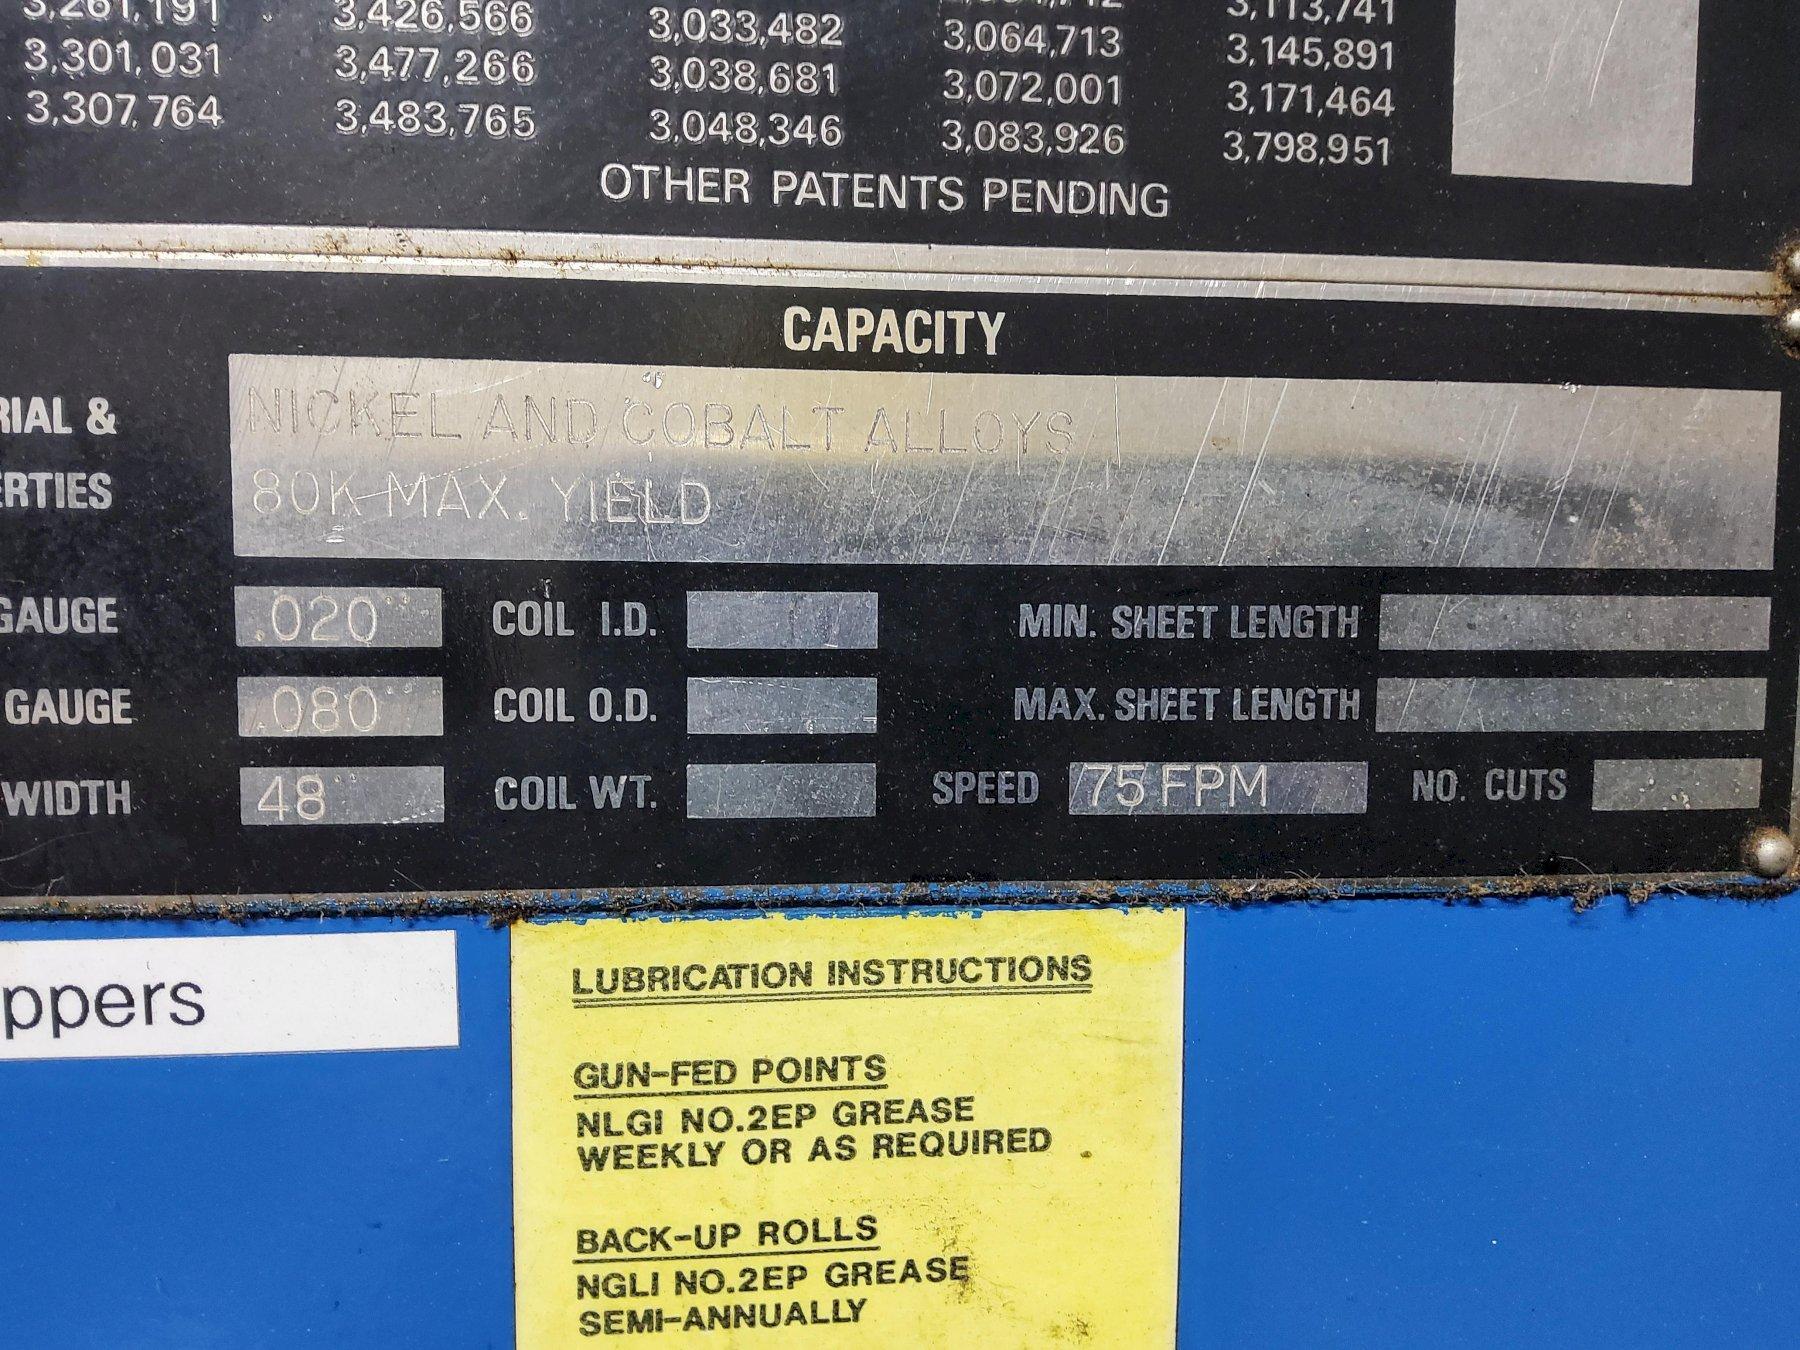 3,261,191 3,426,566 3,033,482 3,113,741
3,301,031 3,477,266 3,038,681 3,064,713 3,145,891
3,307,764 3,483,765 3,048,346 3,072,001 3,171,464
3,083,926 3,798,951
OTHER PATENTS PENDING
CAPACITY
RIAL & NICKEL AND COBALT ALLOYS
ERTIES 80K MAX. YIELD
GAUGE .020" COIL I.D. MIN. SHEET LENGTH
GAUGE .080" COIL O.D. MAX. SHEET LENGTH
WIDTH 48" COIL WT. SPEED 75 FPM NO. CUTS
ppers
LUBRICATION INSTRUCTIONS
GUN-FED POINTS
NLGI NO.2EP GREASE
WEEKLY OR AS REQUIRED
BACK-UP ROLLS
NGLI NO.2EP GREASE
SEMI-ANNUALLY